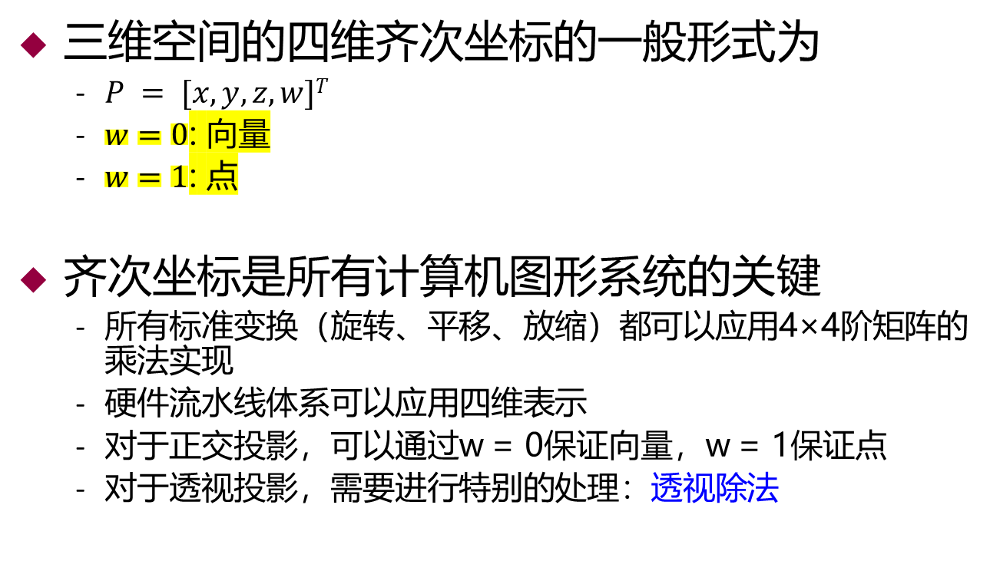 ◆ 三维空间的四维齐次坐标的一般形式为
- P = [x, y, z, w]^T
- w = 0: 向量
- w = 1: 点
◆ 齐次坐标是所有计算机图形系统的关键
- 所有标准变换（旋转、平移、放缩）都可以应用4×4阶矩阵的
乘法实现
- 硬件流水线体系可以应用四维表示
- 对于正交投影，可以通过w = 0保证向量，w = 1保证点
- 对于透视投影，需要进行特别的处理：透视除法